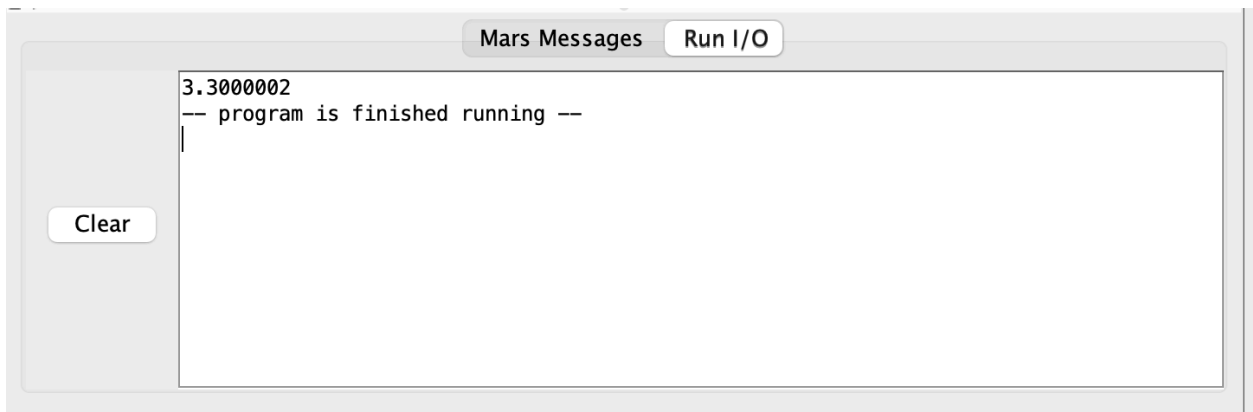 Mars Messages Run I/O
3.3000002
-- program is finished running --
Clear